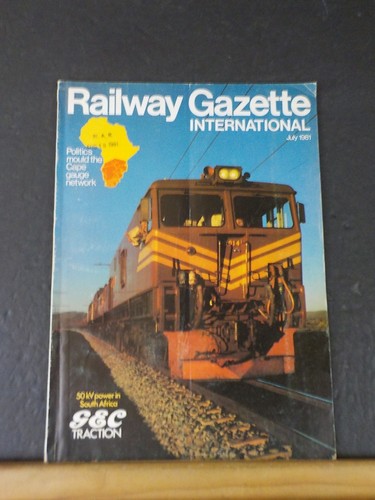 Railway Gazette
INTERNATIONAL
July 1981
Politics
mould the
Cape
gauge
network
50 kV power in
South Africa
GEC
TRACTION